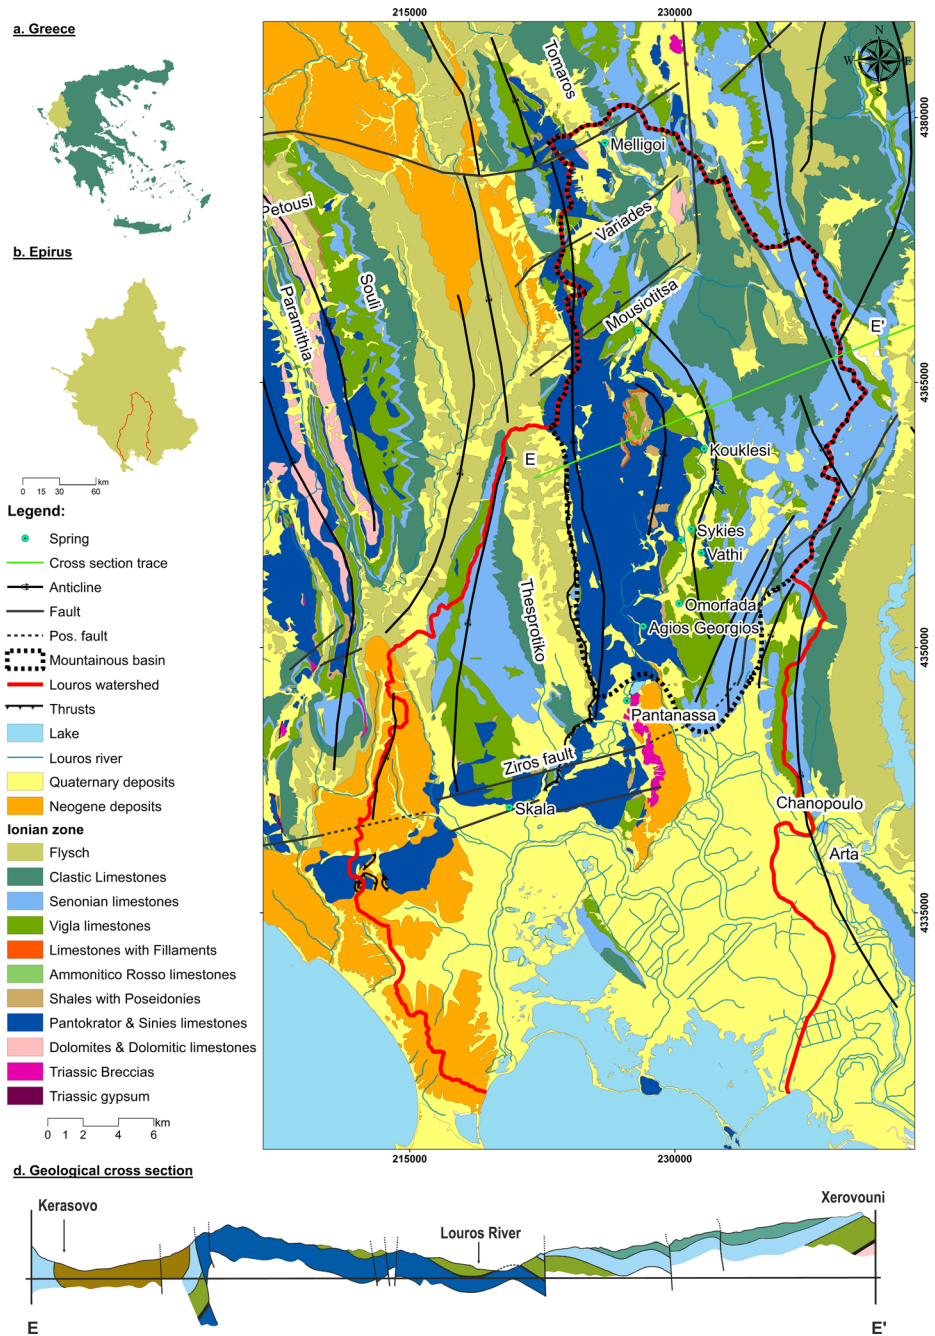 a. Greece
b. Epirus
0 15 30 60 km
Legend:
Spring
Cross section trace
Anticline
Fault
Pos. fault
Mountainous basin
Louros watershed
Thrusts
Lake
Louros river
Quaternary deposits
Neogene deposits
Ionian zone
Flysch
Clastic Limestones
Senonian limestones
Vigla limestones
Limestones with Fillaments
Ammonitico Rosso limestones
Shales with Poseidonies
Pantokrator & Sinies limestones
Dolomites & Dolomitic limestones
Triassic Breccias
Triassic gypsum
0 1 2 4 6 km
215000 230000
N
W E
S
4380000
4365000
4350000
4335000
Tomaros
Melligoi
Petousi
Variades
Souli
Paramithia
Mousiotitsa
E'
Kouklesi
E
Sykies
Vathi
Thesprotiko
Omorfada
Agios Georgios
Pantanassa
Ziros fault
Skala
Chanopoulo
Arta
215000 230000
d. Geological cross section
Kerasovo
Louros River
Xerovouni
E E'